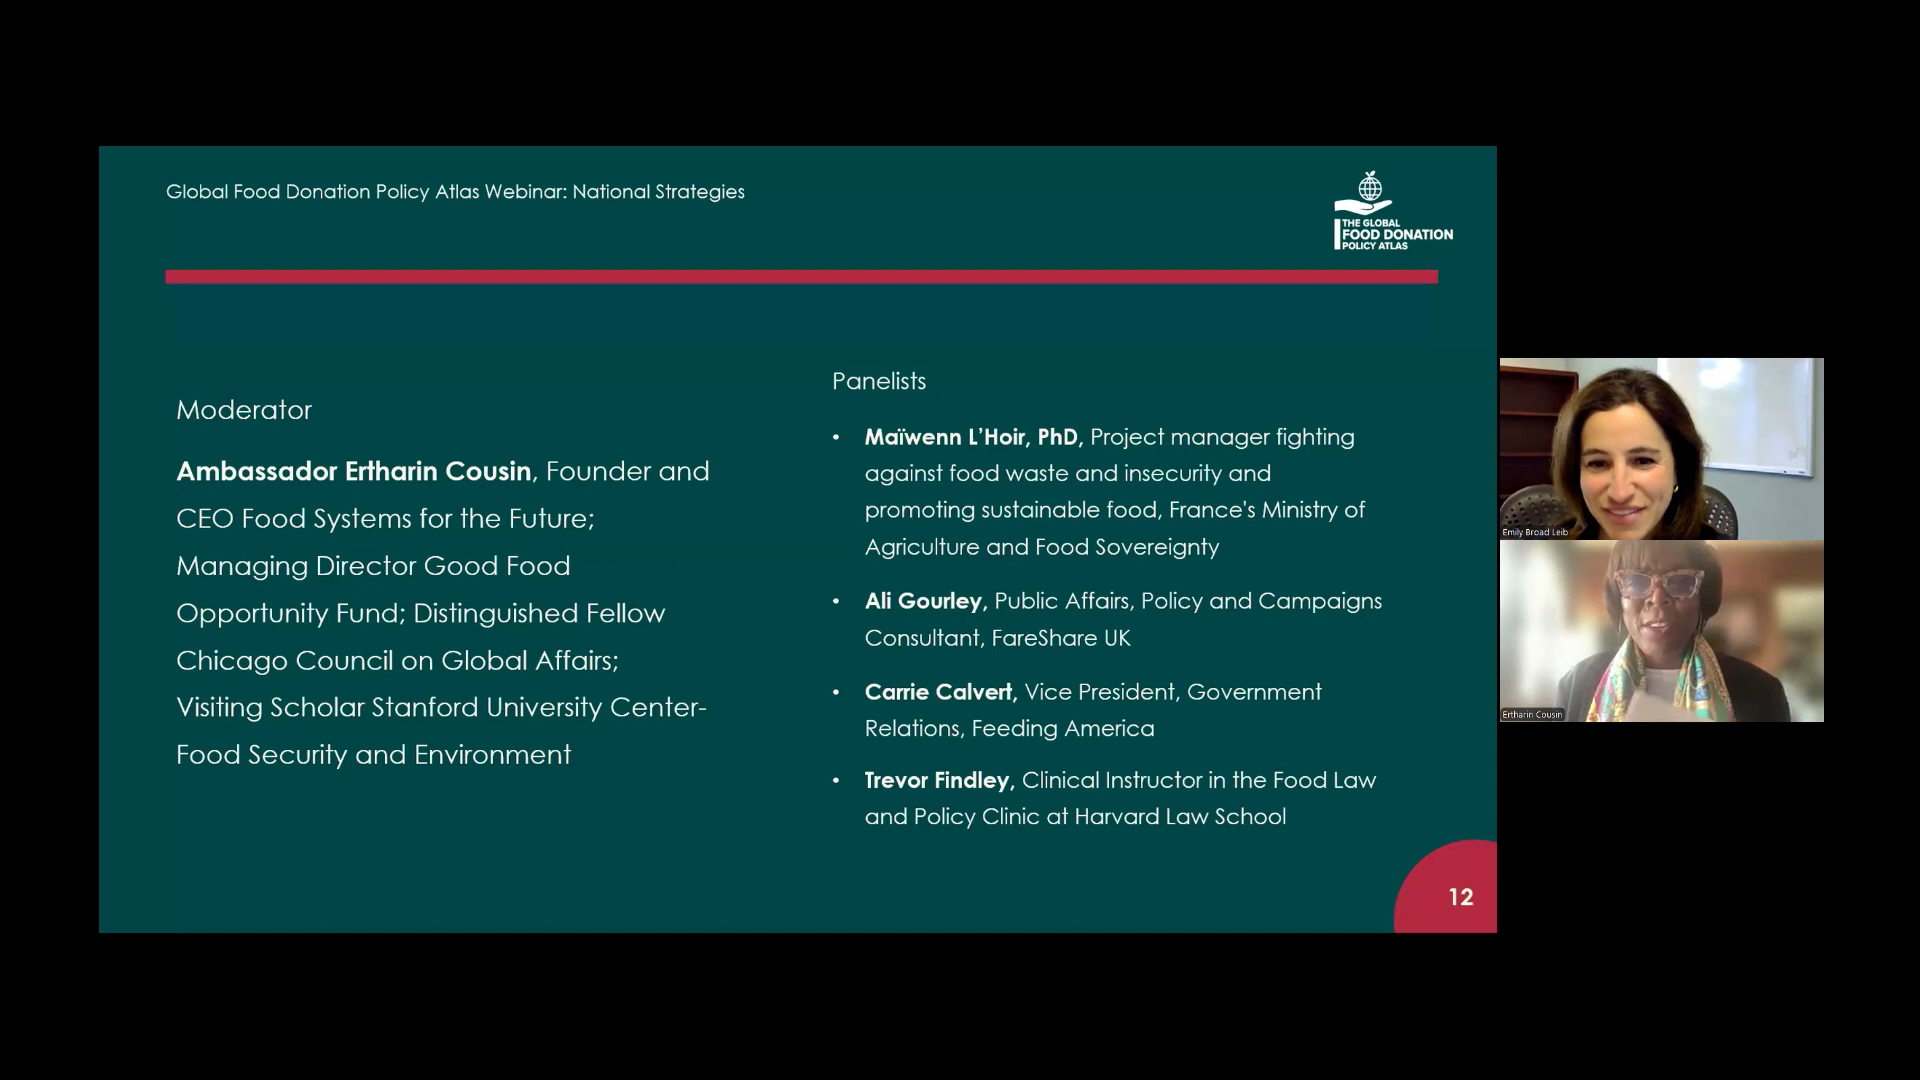 Global Food Donation Policy Atlas Webinar: National Strategies
THE GLOBAL
FOOD DONATION
POLICY ATLAS
Moderator
Ambassador Ertharin Cousin, Founder and
CEO Food Systems for the Future;
Managing Director Good Food
Opportunity Fund; Distinguished Fellow
Chicago Council on Global Affairs;
Visiting Scholar Stanford University Center-
Food Security and Environment
Panelists
• Maïwenn L'Hoir, PhD, Project manager fighting
against food waste and insecurity and
promoting sustainable food, France's Ministry of
Agriculture and Food Sovereignty
• Ali Gourley, Public Affairs, Policy and Campaigns
Consultant, FareShare UK
• Carrie Calvert, Vice President, Government
Relations, Feeding America
• Trevor Findley, Clinical Instructor in the Food Law
and Policy Clinic at Harvard Law School
12
Emily Broad Leib
Ertharin Cousin